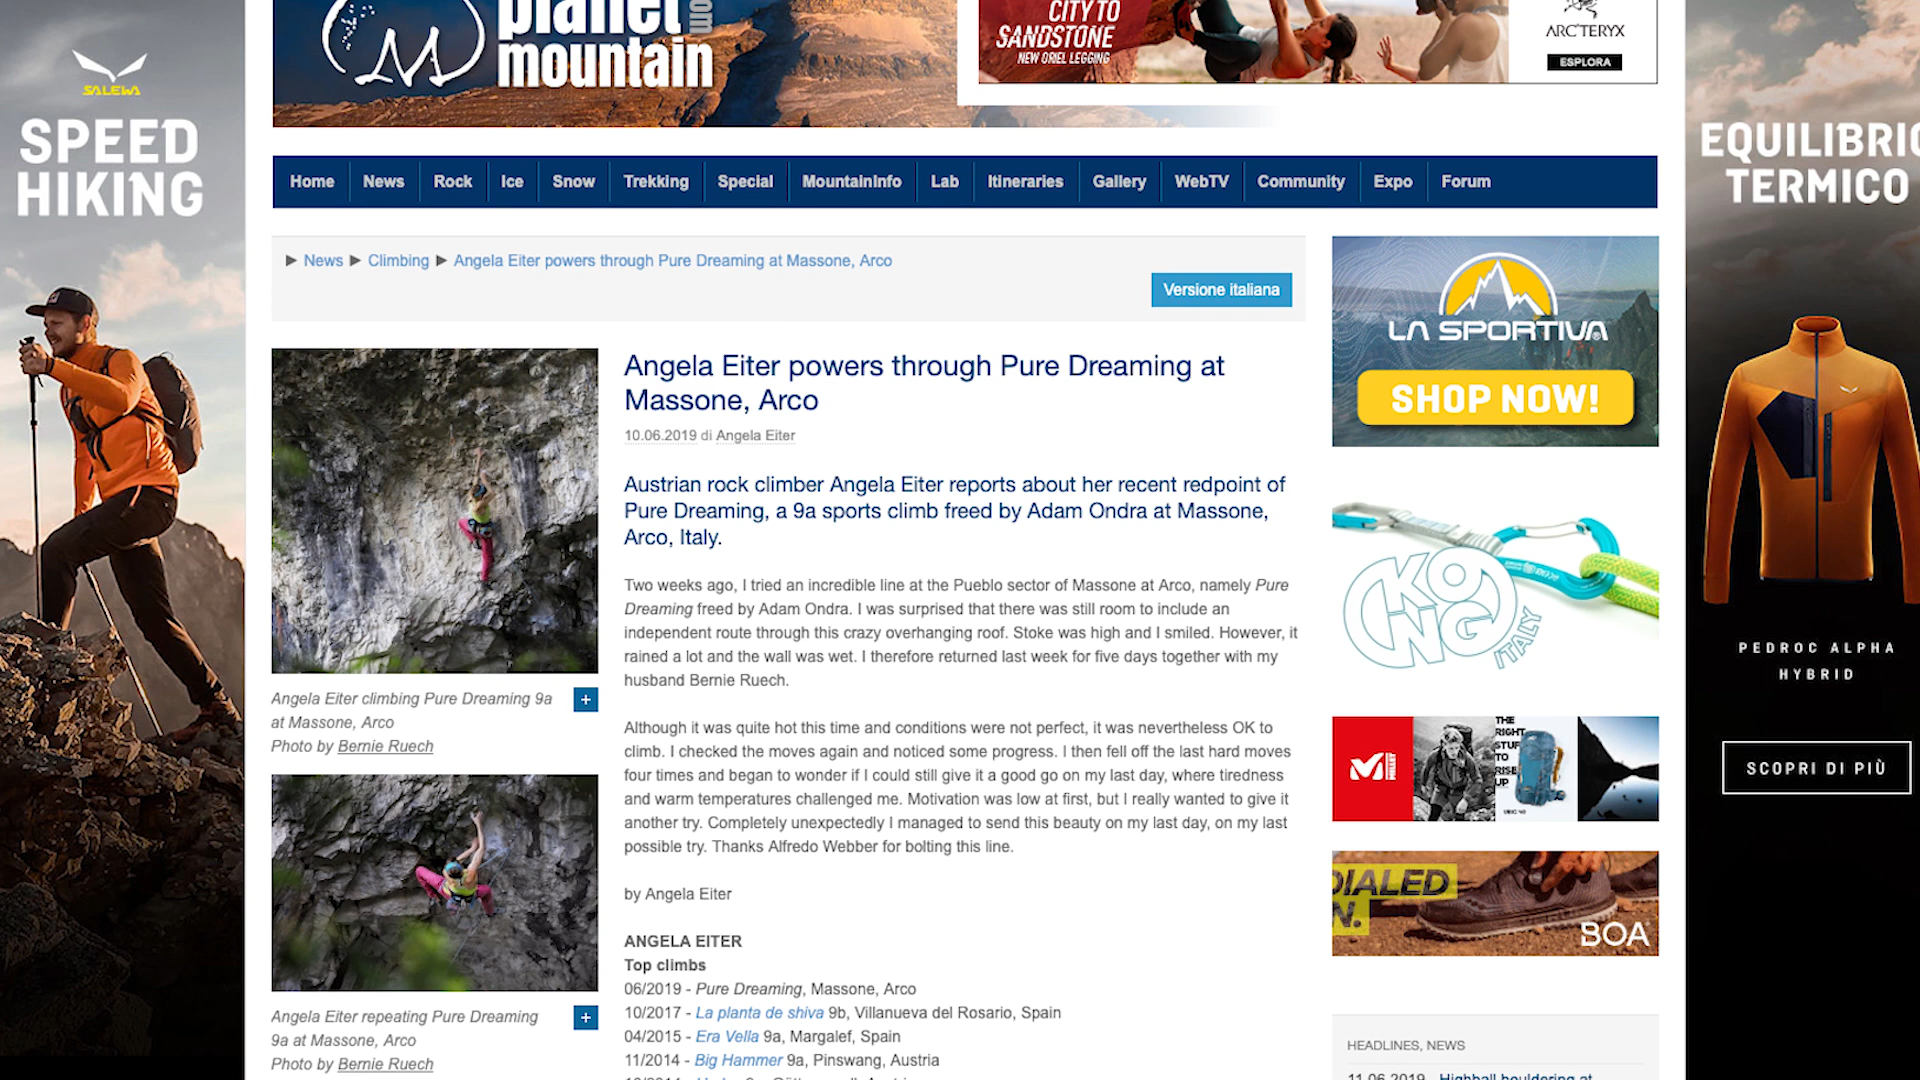 SALEWA
SPEED
HIKING
planet
mountain
.com
CITY TO
SANDSTONE
NEW ORIEL LEGGING
ARC'TERYX
ESPLORA
EQUILIBRIO
TERMICO
Home News Rock Ice Snow Trekking Special MountainInfo Lab Itineraries Gallery WebTV Community Expo Forum
News Climbing Angela Eiter powers through Pure Dreaming at Massone, Arco
Versione italiana
Angela Eiter powers through Pure Dreaming at
Massone, Arco
10.06.2019 di Angela Eiter
Austrian rock climber Angela Eiter reports about her recent redpoint of
Pure Dreaming, a 9a sports climb freed by Adam Ondra at Massone,
Arco, Italy.
Two weeks ago, I tried an incredible line at the Pueblo sector of Massone at Arco, namely Pure
Dreaming freed by Adam Ondra. I was surprised that there was still room to include an
independent route through this crazy overhanging roof. Stoke was high and I smiled. However, it
rained a lot and the wall was wet. I therefore returned last week for five days together with my
husband Bernie Ruech.
Although it was quite hot this time and conditions were not perfect, it was nevertheless OK to
climb. I checked the moves again and noticed some progress. I then fell off the last hard moves
four times and began to wonder if I could still give it a good go on my last day, where tiredness
and warm temperatures challenged me. Motivation was low at first, but I really wanted to give it
another try. Completely unexpectedly I managed to send this beauty on my last day, on my last
possible try. Thanks Alfredo Webber for bolting this line.
by Angela Eiter
ANGELA EITER
Top climbs
06/2019 - Pure Dreaming, Massone, Arco
10/2017 - La planta de shiva 9b, Villanueva del Rosario, Spain
04/2015 - Era Vella 9a, Margalef, Spain
11/2014 - Big Hammer 9a, Pinswang, Austria
Angela Eiter climbing Pure Dreaming 9a
at Massone, Arco
Photo by Bernie Ruech
+
Angela Eiter repeating Pure Dreaming
9a at Massone, Arco
Photo by Bernie Ruech
+
LA SPORTIVA
SHOP NOW!
KONG
ITALY
MILLET
THE
RIGHT
STUFF
TO
RISE
UP
DIALED
IN.
BOA
HEADLINES, NEWS
11.06.2019 - Highball bouldering at
PEDROC ALPHA
HYBRID
SCOPRI DI PIÙ